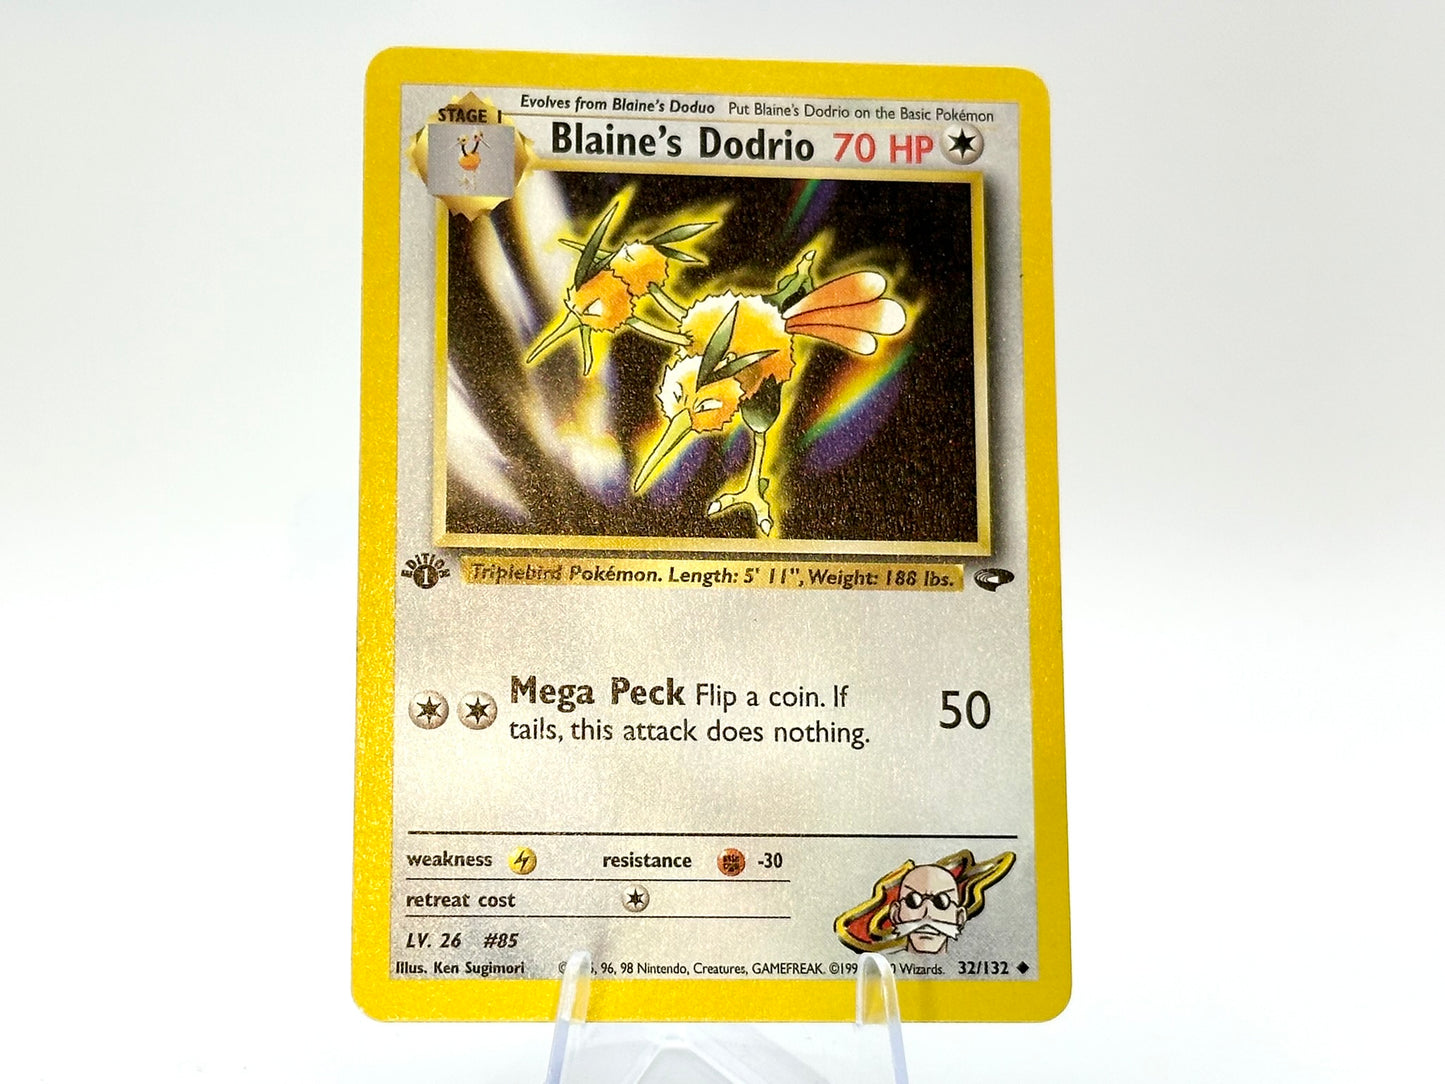 Evolves from Blaine's Doduo Put Blaine's Dodrio on the Basic Pokémon
STAGE 1
Blaine's Dodrio 70 HP
EDITION
1
Triplebird Pokémon. Length: 5' 11", Weight: 188 lbs.
Mega Peck Flip a coin. If
tails, this attack does nothing.
50
weakness resistance -30
retreat cost
LV. 26 #85
Illus. Ken Sugimori
96, 98 Nintendo, Creatures, GAMEFREAK. Wizards. 32/132